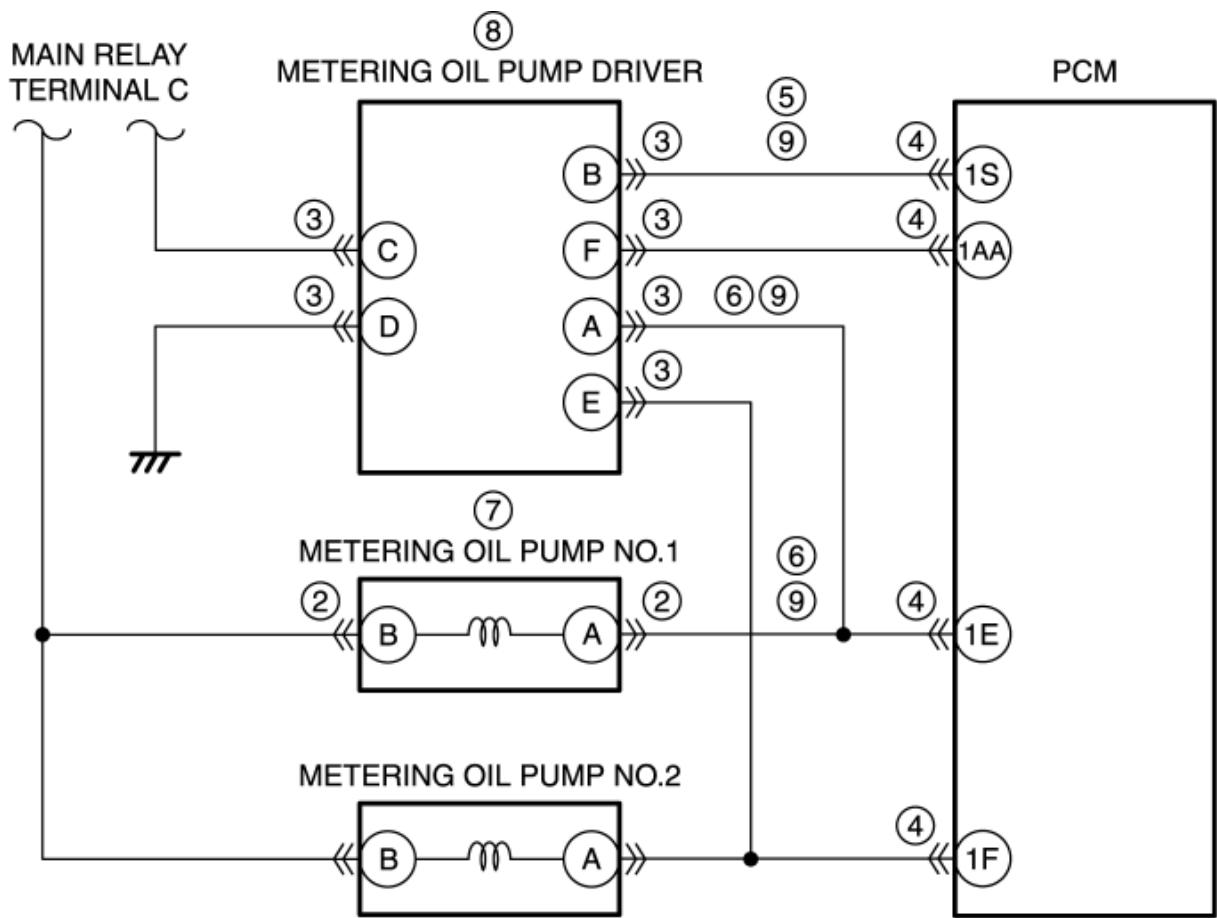 ⑧
MAIN RELAY
TERMINAL C
METERING OIL PUMP DRIVER
PCM
⑤
⑨
B
③
④
1S
③
C
F
③
④
1AA
③
D
A
③
⑥ ⑨
E
③
⑦
METERING OIL PUMP NO.1
⑥
⑨
②
B
A
②
④
1E
METERING OIL PUMP NO.2
B
A
④
1F